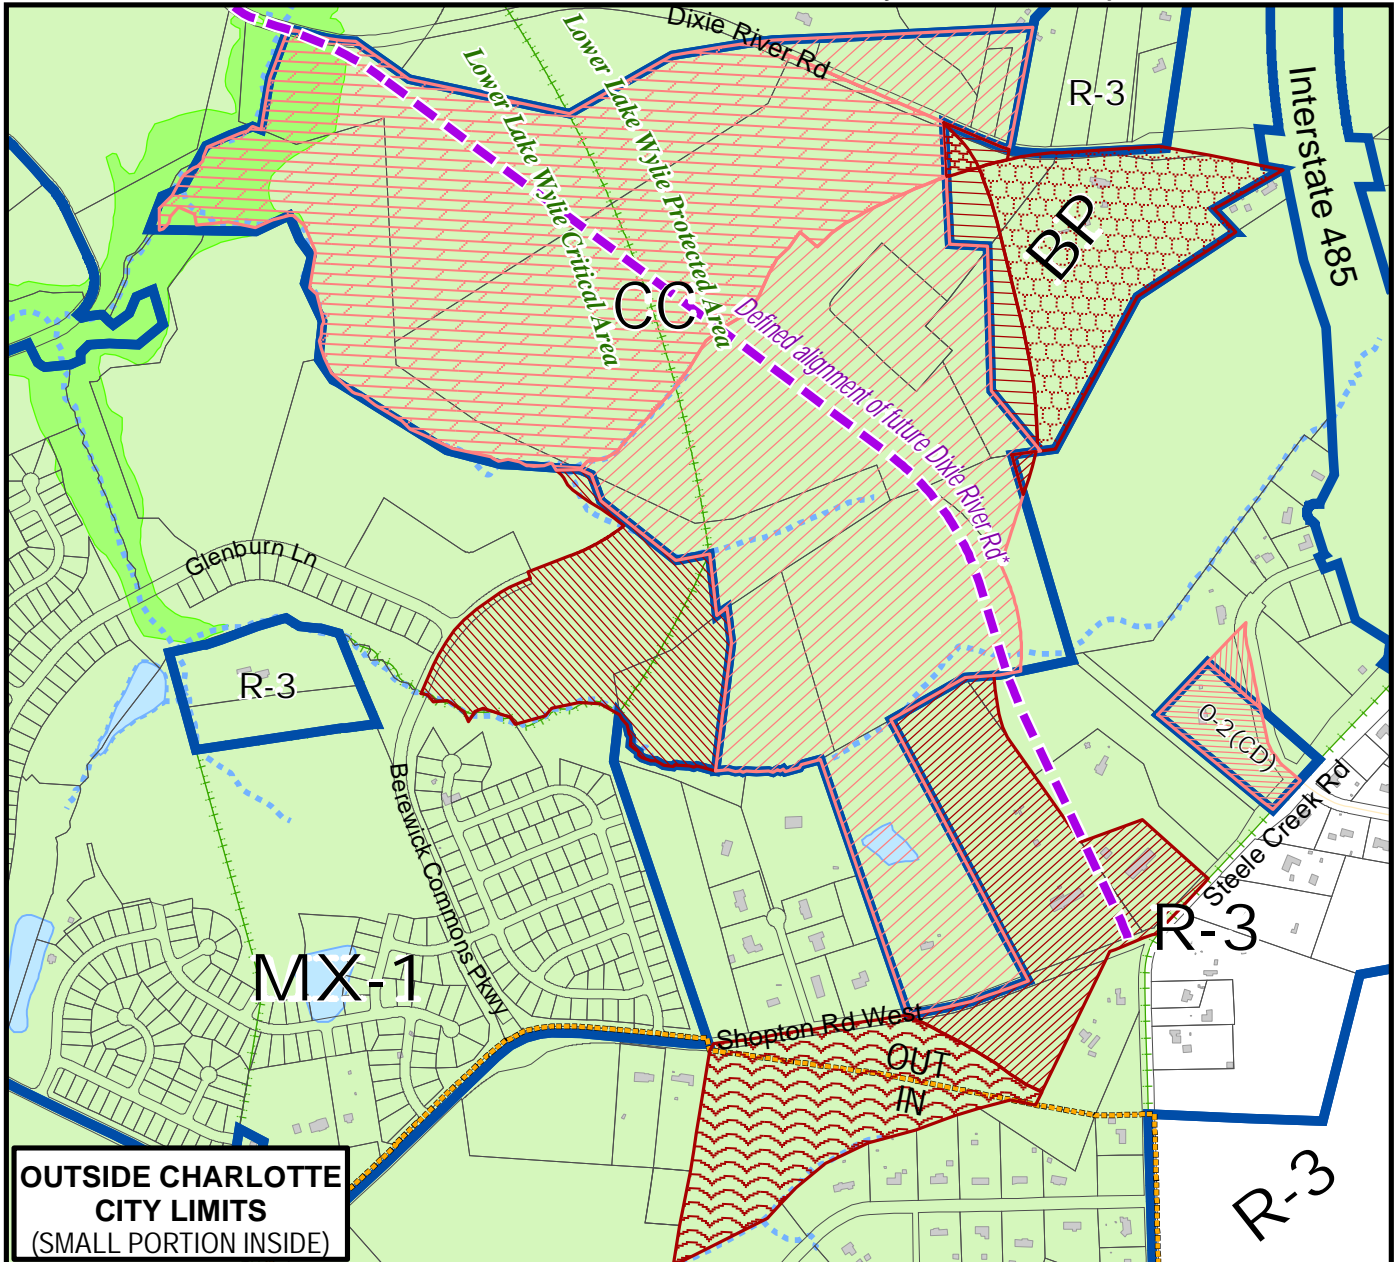 Dixie River Rd
R-3
Interstate 485
Lower Lake Wylie Protected Area
Lower Lake Wylie Critical Area
BP
CC
Defined alignment of future Dixie River Rd*
Glenburn Ln
R-3
O-2(CD)
Steele Creek Rd
Berewick Commons Pkwy
R-3
MX-1
Shopton Rd West
OUT
IN
R-3
OUTSIDE CHARLOTTE
CITY LIMITS
(SMALL PORTION INSIDE)